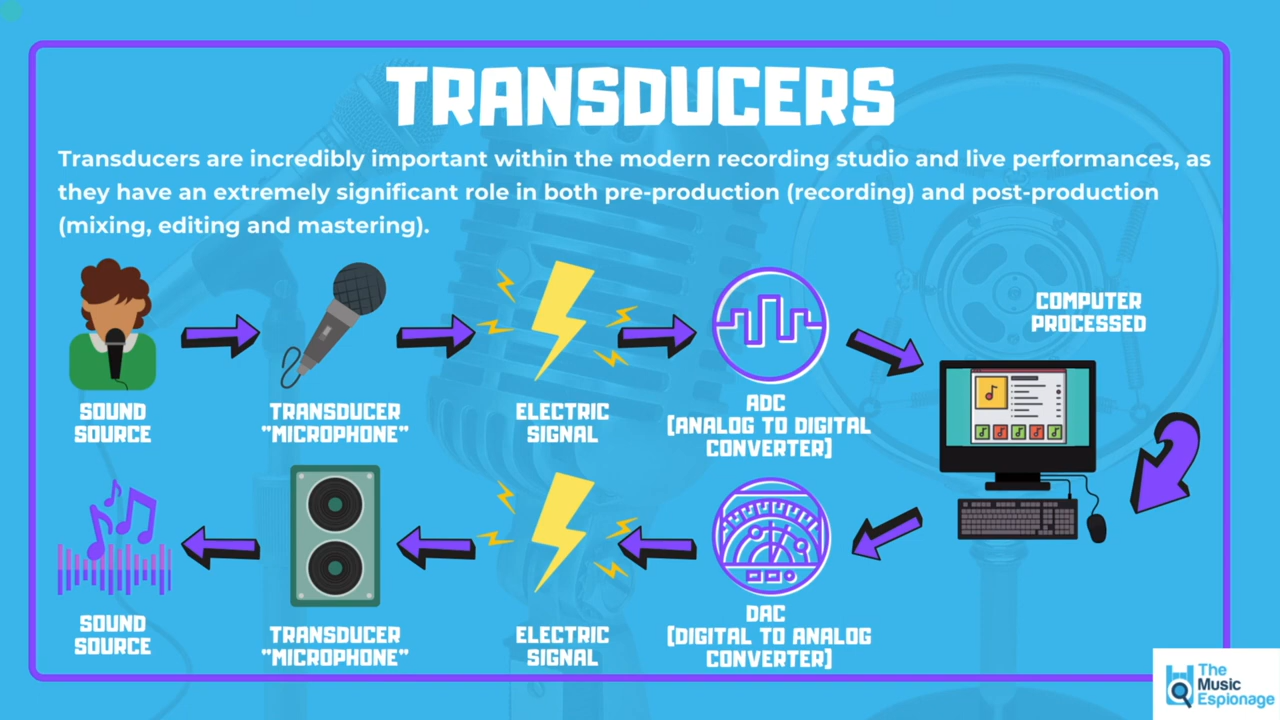 TRANSDUCERS
Transducers are incredibly important within the modern recording studio and live performances, as
they have an extremely significant role in both pre-production (recording) and post-production
(mixing, editing and mastering).
COMPUTER
PROCESSED
SOUND
SOURCE
TRANSDUCER
"MICROPHONE"
ELECTRIC
SIGNAL
ADC
[ANALOG TO DIGITAL
CONVERTER]
SOUND
SOURCE
TRANSDUCER
"MICROPHONE"
ELECTRIC
SIGNAL
DAC
[DIGITAL TO ANALOG
CONVERTER]
The
Music
Espionage